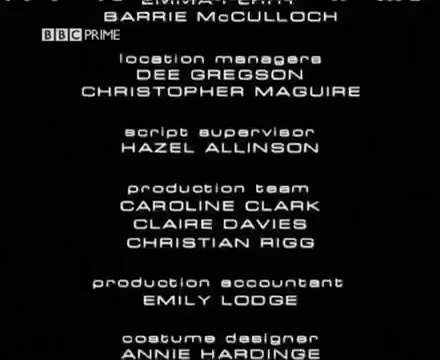 BARRIE McCULLOCH
BBC PRIME
location managers
DEE GREGSON
CHRISTOPHER MAGUIRE
script supervisor
HAZEL ALLINSON
production team
CAROLINE CLARK
CLAIRE DAVIES
CHRISTIAN RIGG
production accountant
EMILY LODGE
costume designer
ANNIE HARDINGE